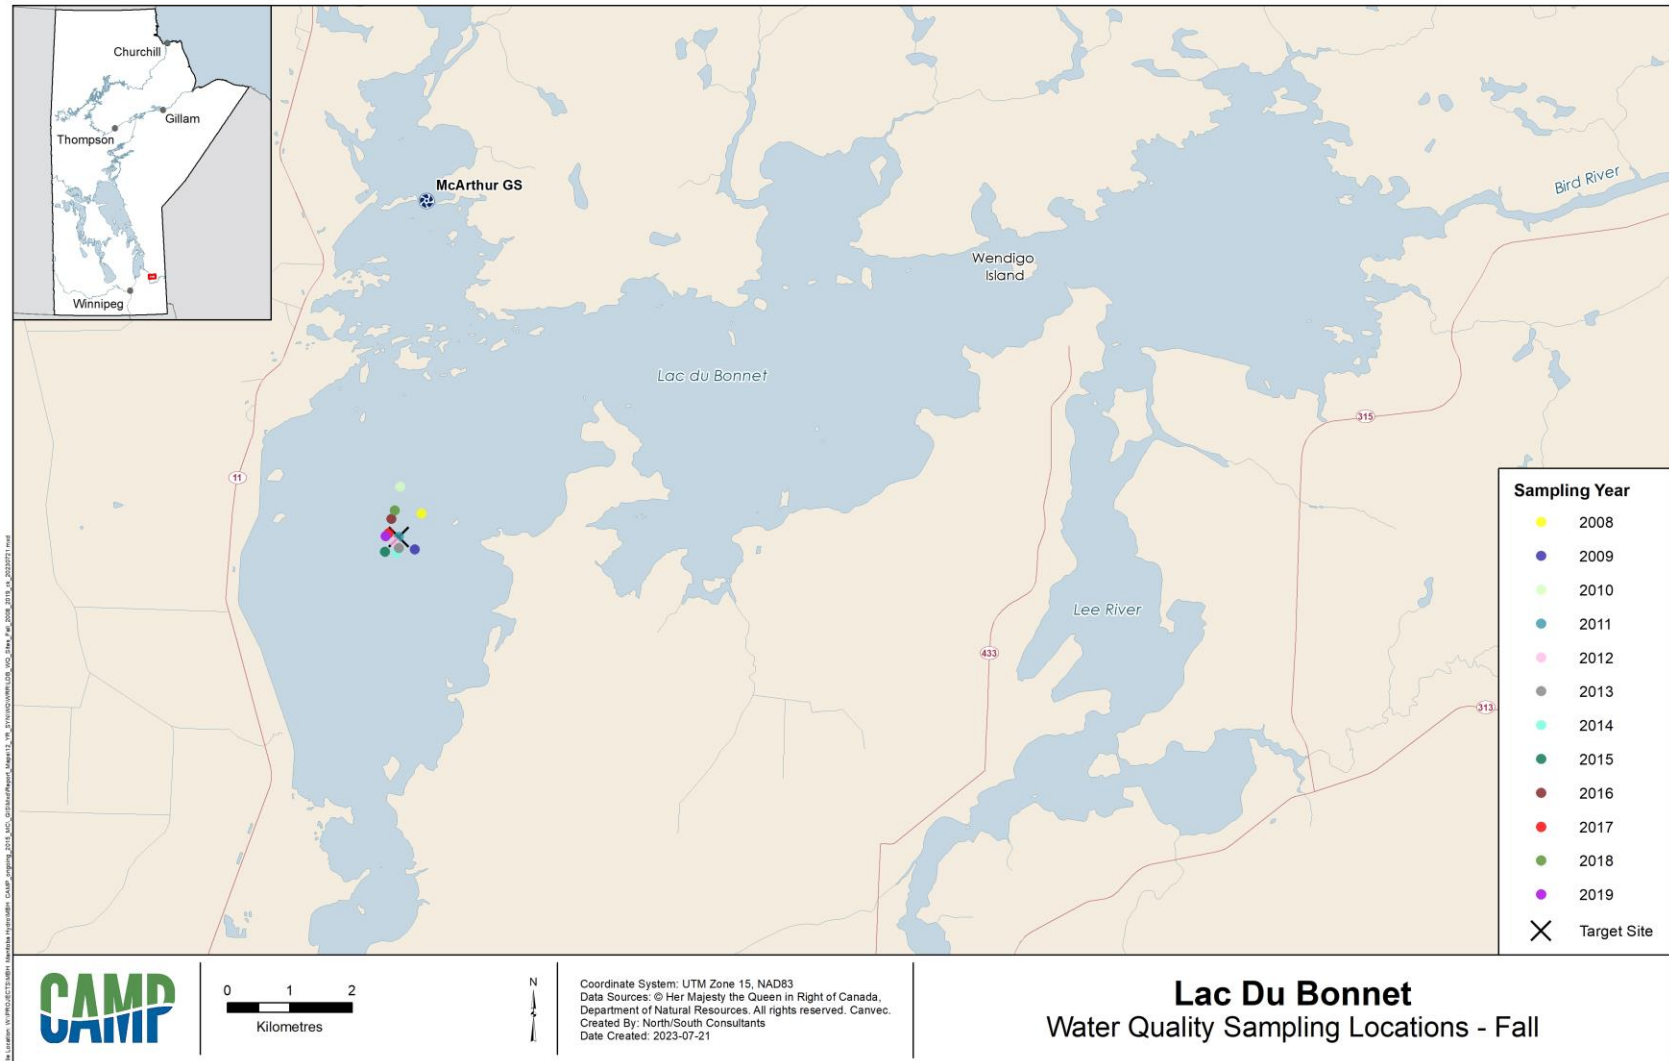 Churchill
Gillam
Thompson
Winnipeg
McArthur GS
Bird River
Wendigo
Island
Lac du Bonnet
315
11
Lee River
433
313
Sampling Year
2008
2009
2010
2011
2012
2013
2014
2015
2016
2017
2018
2019
Target Site
CAMP
0 1 2
Kilometres
N
Coordinate System: UTM Zone 15, NAD83
Data Sources: © Her Majesty the Queen in Right of Canada,
Department of Natural Resources. All rights reserved. Canvec.
Created By: North/South Consultants
Date Created: 2023-07-21
Lac Du Bonnet
Water Quality Sampling Locations - Fall